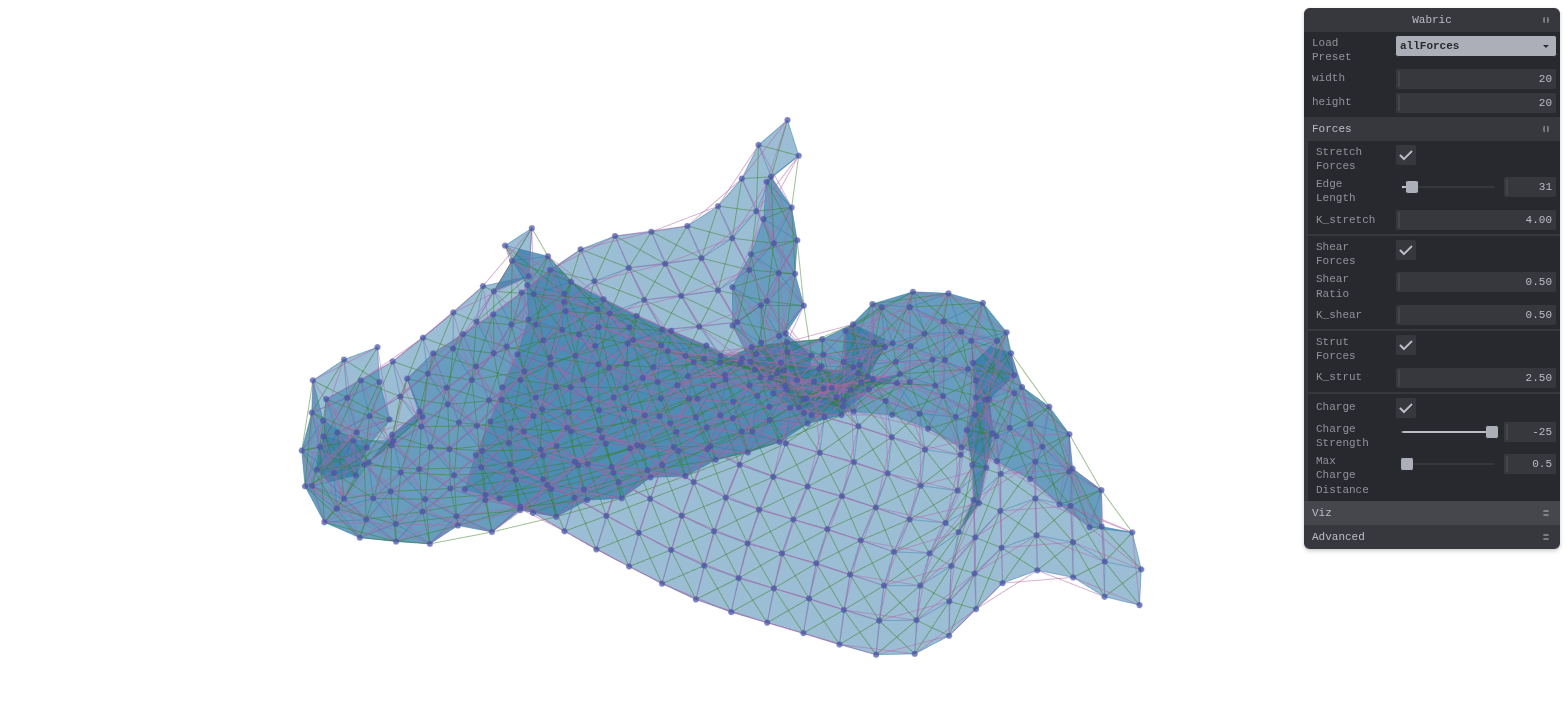 Wabric
Load
Preset
allForces
width
20
height
20
Forces
Stretch
Forces
Edge
Length
31
K_stretch
4.00
Shear
Forces
Shear
Ratio
0.50
K_shear
0.50
Strut
Forces
K_strut
2.50
Charge
Charge
Strength
-25
Max
Charge
Distance
0.5
Viz
Advanced